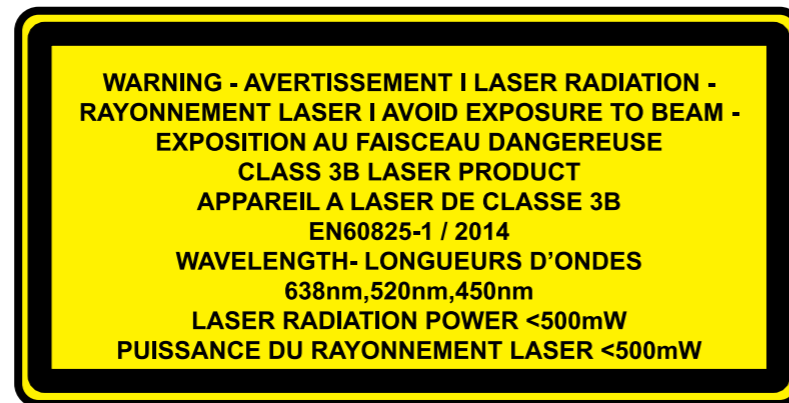 WARNING - AVERTISSEMENT I LASER RADIATION -
RAYONNEMENT LASER I AVOID EXPOSURE TO BEAM -
EXPOSITION AU FAISCEAU DANGEREUSE
CLASS 3B LASER PRODUCT
APPAREIL A LASER DE CLASSE 3B
EN60825-1 / 2014
WAVELENGTH- LONGUEURS D’ONDES
638nm,520nm,450nm
LASER RADIATION POWER <500mW
PUISSANCE DU RAYONNEMENT LASER <500mW